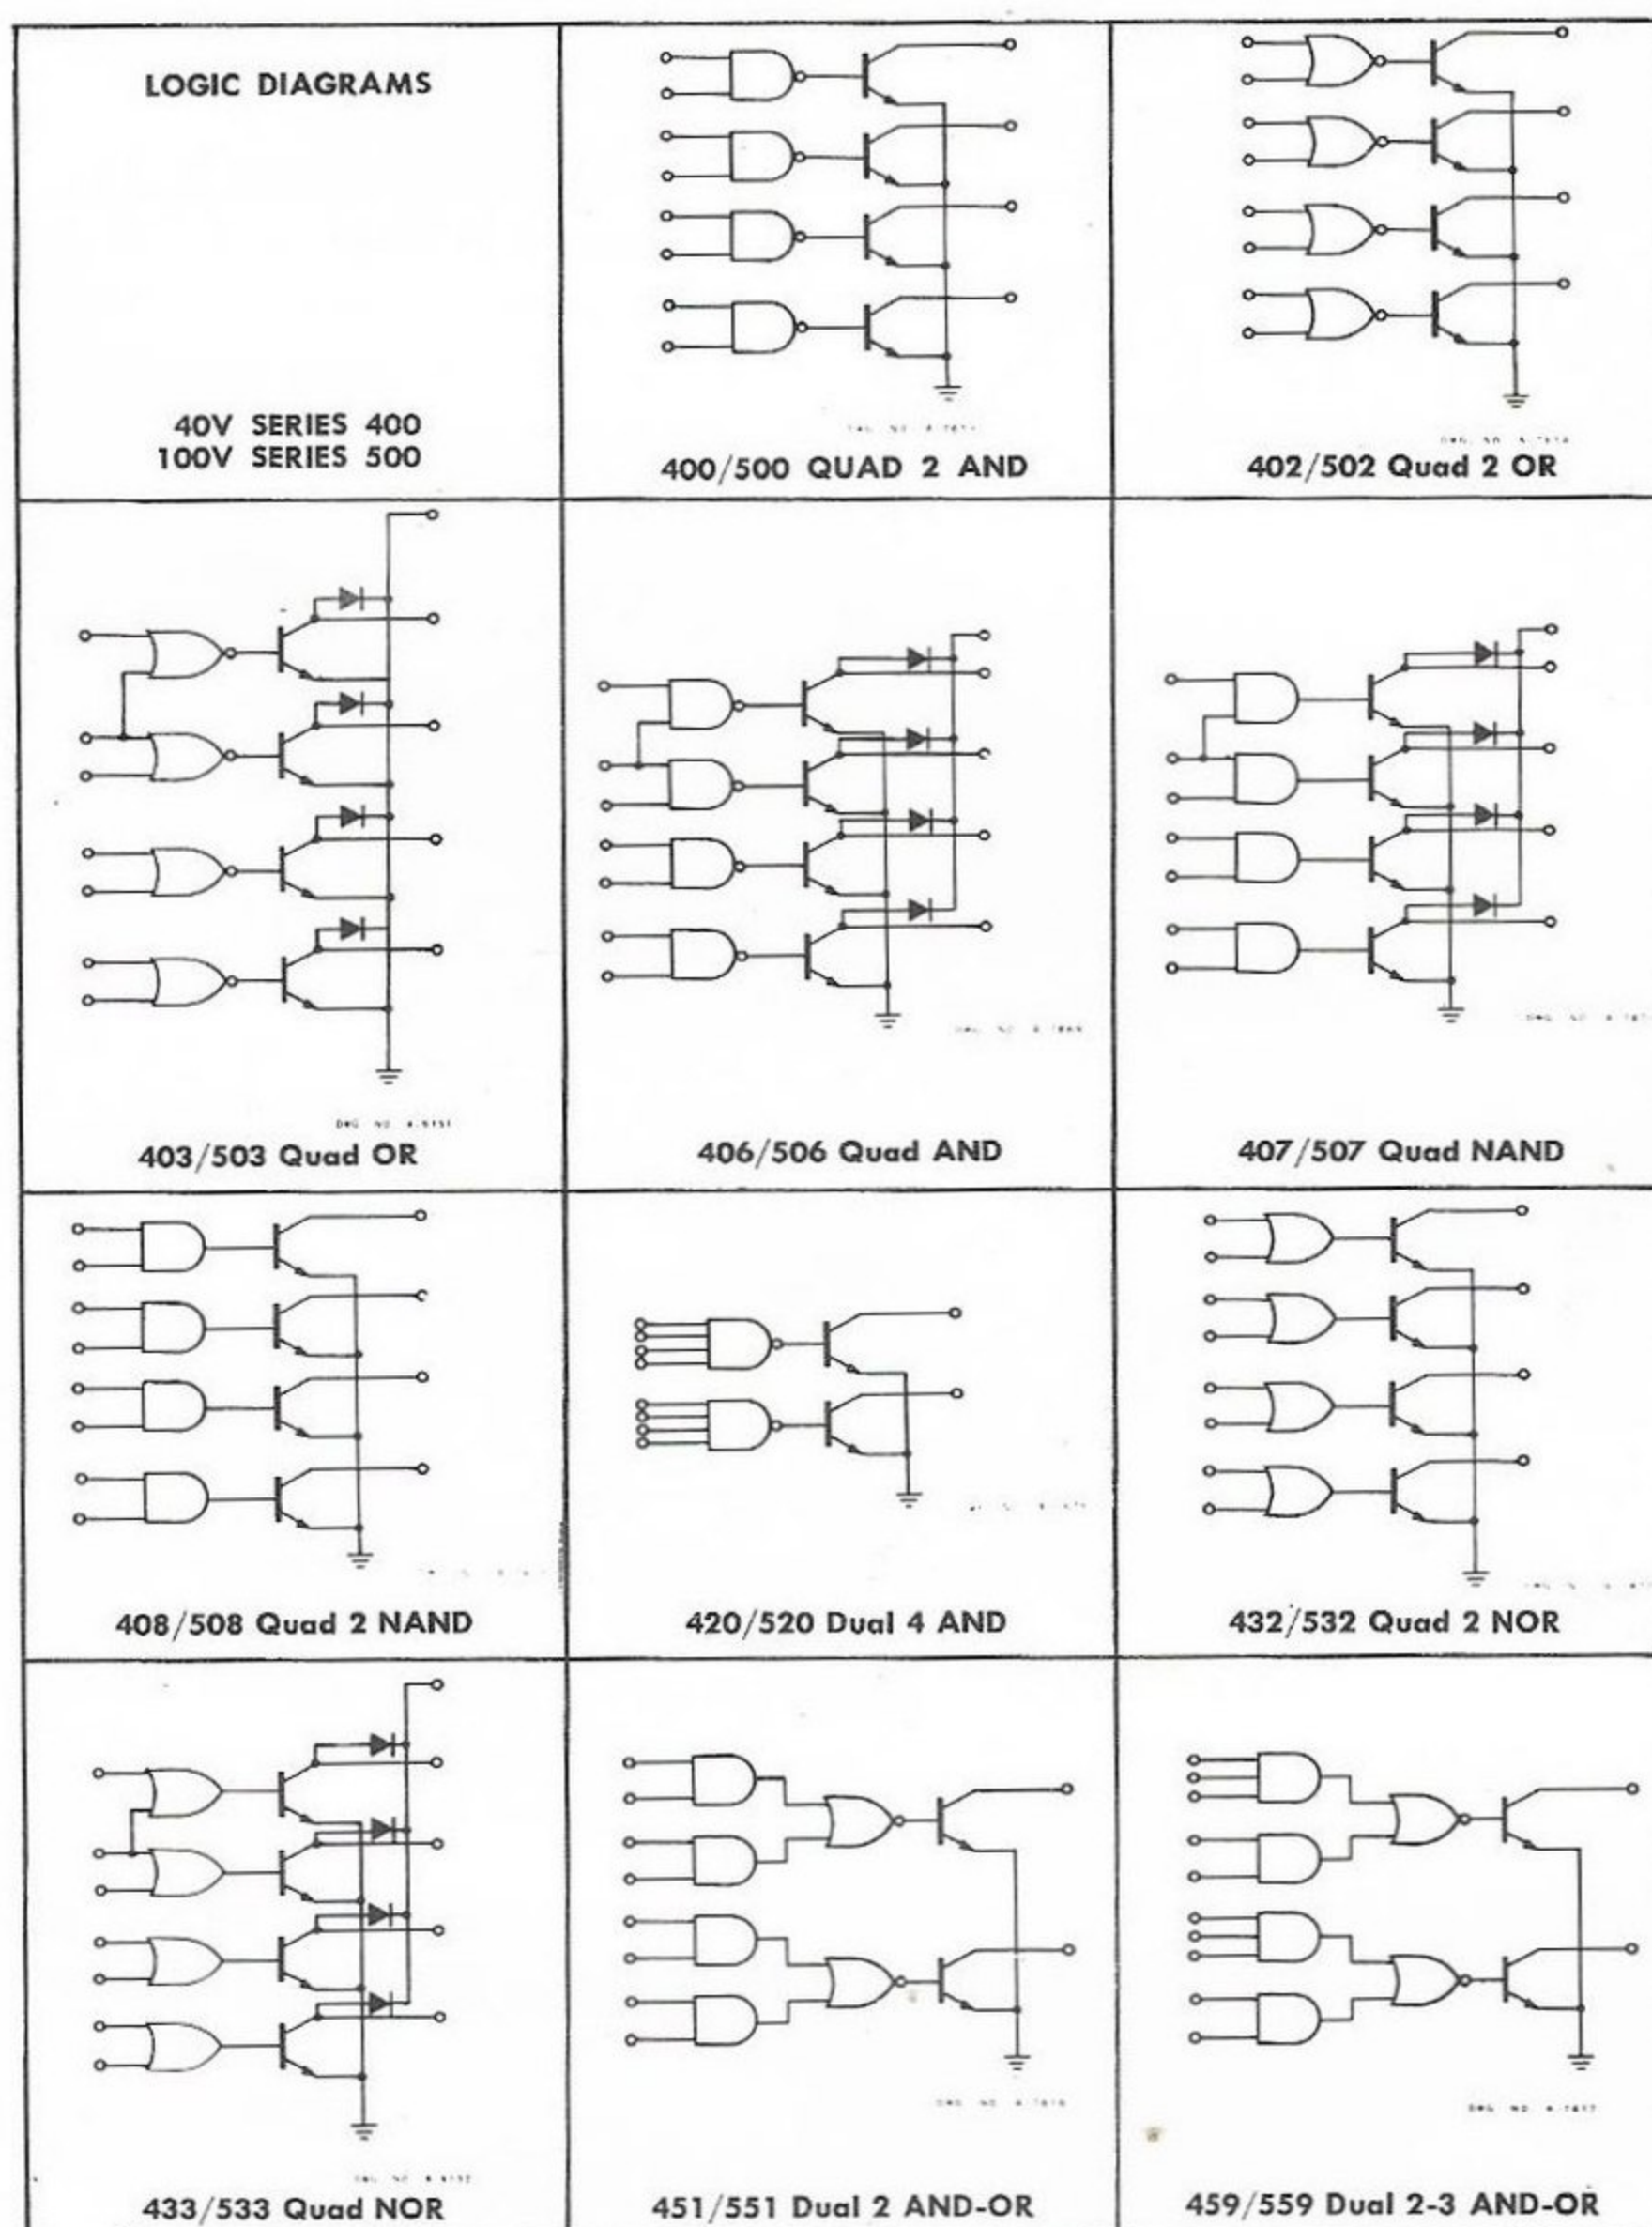 LOGIC DIAGRAMS
40V SERIES 400
100V SERIES 500
400/500 QUAD 2 AND
402/502 Quad 2 OR
403/503 Quad OR
406/506 Quad AND
407/507 Quad NAND
408/508 Quad 2 NAND
420/520 Dual 4 AND
432/532 Quad 2 NOR
433/533 Quad NOR
451/551 Dual 2 AND-OR
459/559 Dual 2-3 AND-OR